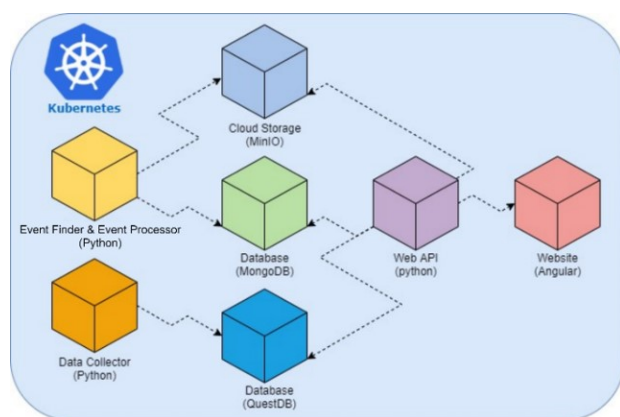 Kubernetes
Cloud Storage
(MinIO)
Event Finder & Event Processor
(Python)
Database
(MongoDB)
Web API
(python)
Website
(Angular)
Data Collector
(Python)
Database
(QuestDB)